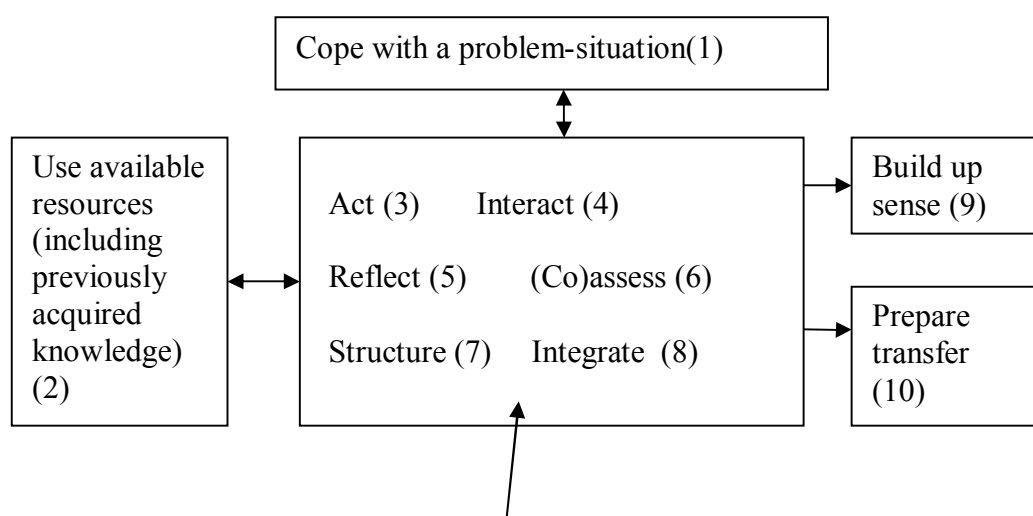 Cope with a problem-situation(1)
Use available
resources
(including
previously
acquired
knowledge)
(2)
Act (3) Interact (4)
Reflect (5) (Co)assess (6)
Structure (7) Integrate (8)
Build up
sense (9)
Prepare
transfer
(10)